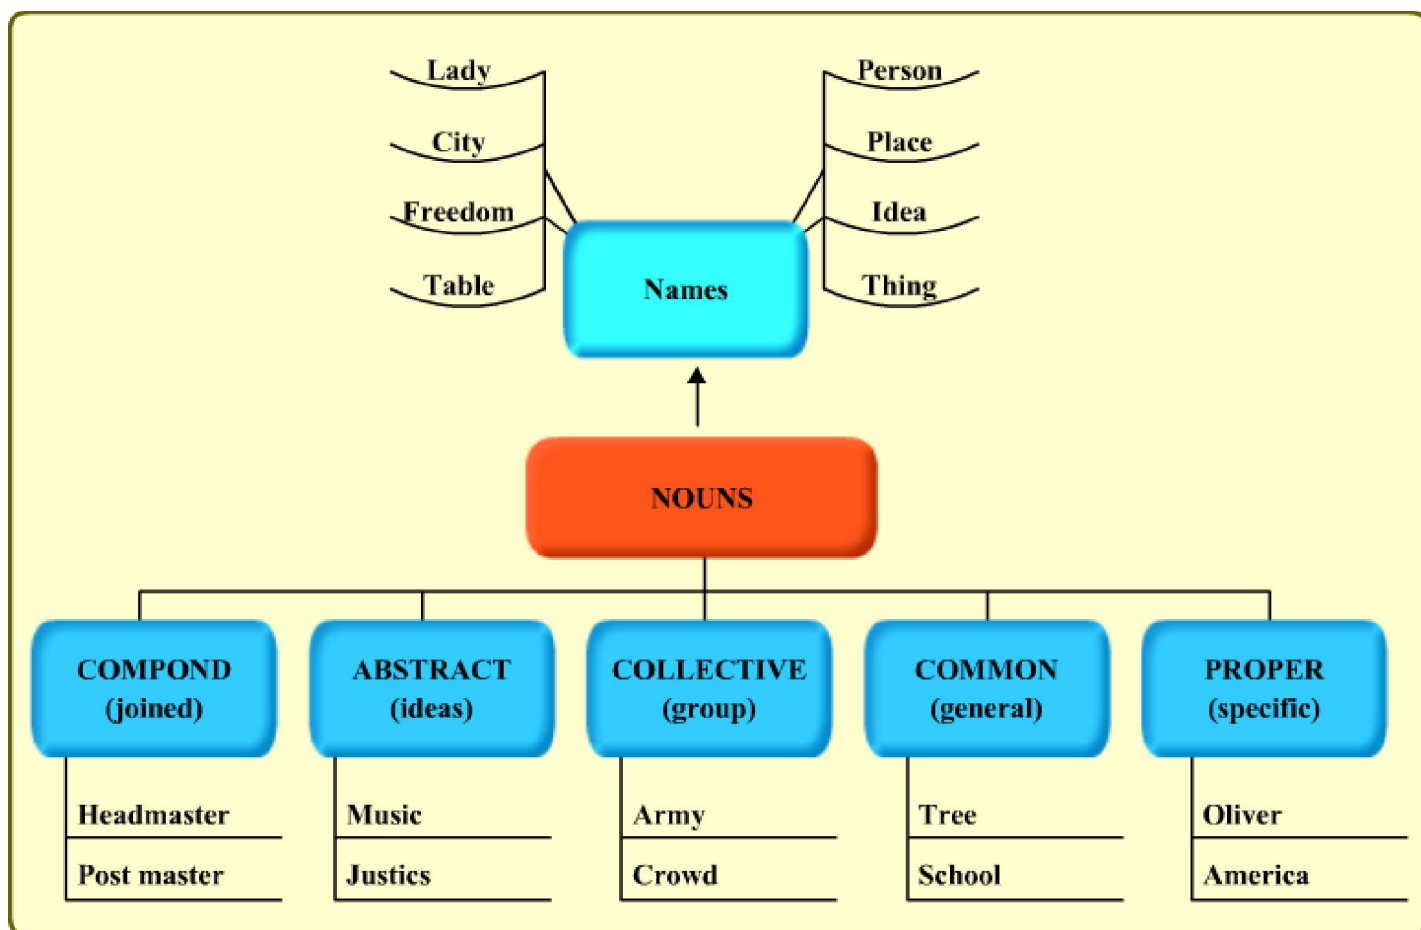 Lady
City
Freedom
Table
Person
Place
Idea
Thing
Names
NOUNS
COMPOND
(joined)
ABSTRACT
(ideas)
COLLECTIVE
(group)
COMMON
(general)
PROPER
(specific)
Headmaster
Post master
Music
Justics
Army
Crowd
Tree
School
Oliver
America